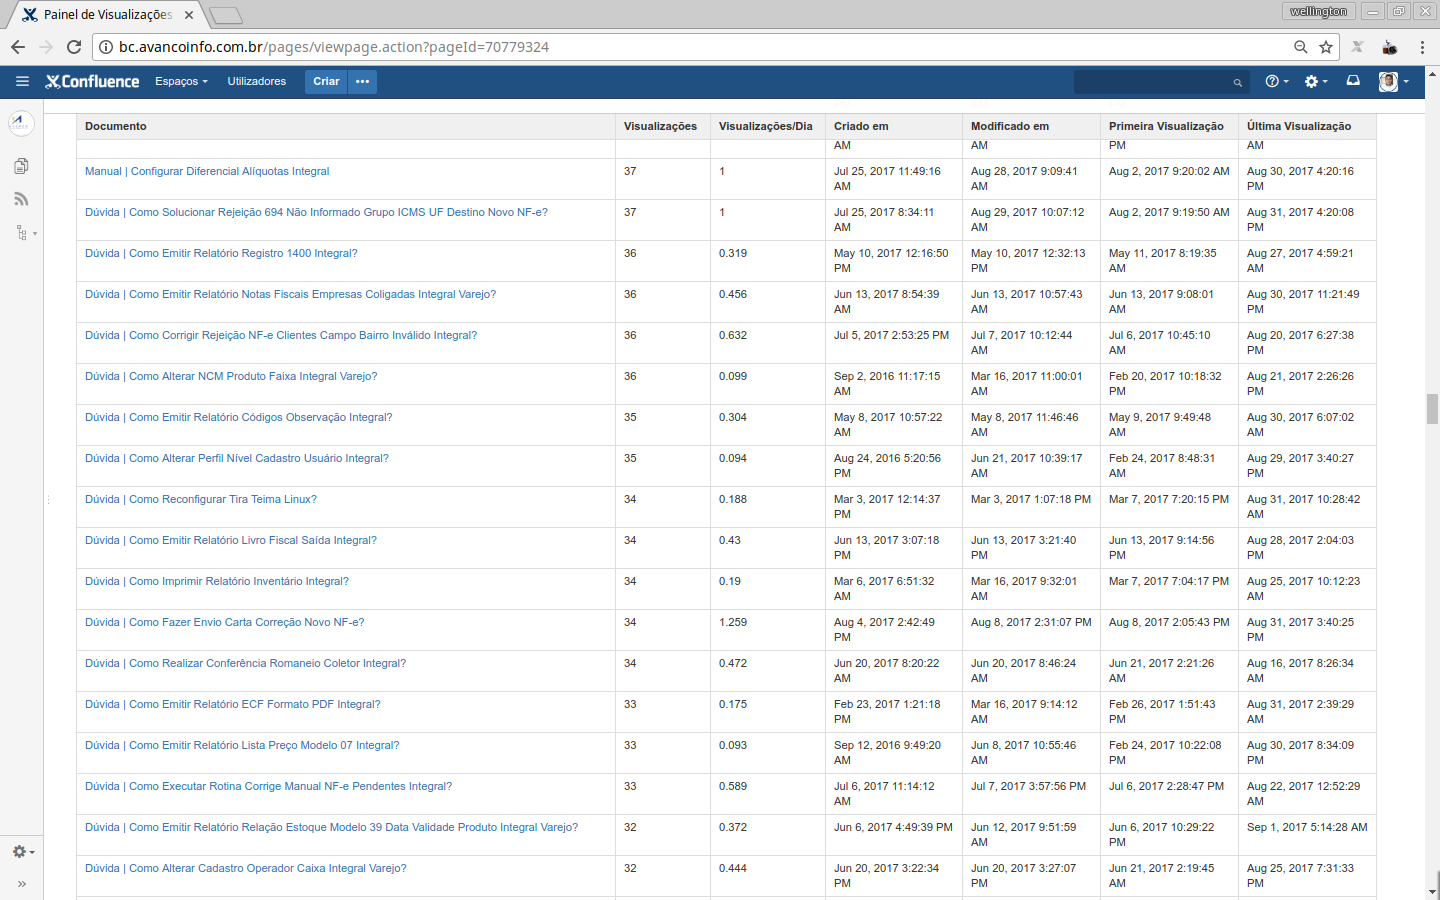 Painel de Visualizações
wellington
bc.avancoinfo.com.br/pages/viewpage.action?pageId=70779324
Confluence Espaços Utilizadores Criar
Documento Visualizações Visualizações/Dia Criado em Modificado em Primeira Visualização Última Visualização
AM AM PM AM
Manual | Configurar Diferencial Alíquotas Integral 37 1 Jul 25, 2017 11:49:16 Aug 28, 2017 9:09:41 Aug 2, 2017 9:20:02 AM Aug 30, 2017 4:20:16
AM AM PM
Dúvida | Como Solucionar Rejeição 694 Não Informado Grupo ICMS UF Destino Novo NF-e? 37 1 Jul 25, 2017 8:34:11 Aug 29, 2017 10:07:12 Aug 2, 2017 9:19:50 AM Aug 31, 2017 4:20:08
AM AM PM
Dúvida | Como Emitir Relatório Registro 1400 Integral? 36 0.319 May 10, 2017 12:16:50 May 10, 2017 12:32:13 May 11, 2017 8:19:35 Aug 27, 2017 4:59:21
PM PM AM AM
Dúvida | Como Emitir Relatório Notas Fiscais Empresas Coligadas Integral Varejo? 36 0.456 Jun 13, 2017 8:54:39 Jun 13, 2017 10:57:43 Jun 13, 2017 9:08:01 Aug 30, 2017 11:21:49
AM AM AM PM
Dúvida | Como Corrigir Rejeição NF-e Clientes Campo Bairro Inválido Integral? 36 0.632 Jul 5, 2017 2:53:25 PM Jul 7, 2017 10:12:44 Jul 6, 2017 10:45:10 Aug 20, 2017 6:27:38
AM AM PM
Dúvida | Como Alterar NCM Produto Faixa Integral Varejo? 36 0.099 Sep 2, 2016 11:17:15 Mar 16, 2017 11:00:01 Feb 20, 2017 10:18:32 Aug 21, 2017 2:26:26
AM AM PM PM
Dúvida | Como Emitir Relatório Códigos Observação Integral? 35 0.304 May 8, 2017 10:57:22 May 8, 2017 11:46:46 May 9, 2017 9:49:48 Aug 30, 2017 6:07:02
AM AM AM AM
Dúvida | Como Alterar Perfil Nível Cadastro Usuário Integral? 35 0.094 Aug 24, 2016 5:20:56 Jun 21, 2017 10:39:17 Feb 24, 2017 8:48:31 Aug 29, 2017 3:40:27
PM AM AM PM
Dúvida | Como Reconfigurar Tira Teima Linux? 34 0.188 Mar 3, 2017 12:14:37 Mar 3, 2017 1:07:18 PM Mar 7, 2017 7:20:15 PM Aug 31, 2017 10:28:42
PM AM
Dúvida | Como Emitir Relatório Livro Fiscal Saída Integral? 34 0.43 Jun 13, 2017 3:07:18 Jun 13, 2017 3:21:40 Jun 13, 2017 9:14:56 Aug 28, 2017 2:04:03
PM PM PM PM
Dúvida | Como Imprimir Relatório Inventário Integral? 34 0.19 Mar 6, 2017 6:51:32 Mar 16, 2017 9:32:01 Mar 7, 2017 7:04:17 PM Aug 25, 2017 10:12:23
AM AM AM
Dúvida | Como Fazer Envio Carta Correção Novo NF-e? 34 1.259 Aug 4, 2017 2:42:49 Aug 8, 2017 2:31:07 PM Aug 8, 2017 2:05:43 PM Aug 31, 2017 3:40:25
PM PM
Dúvida | Como Realizar Conferência Romaneio Coletor Integral? 34 0.472 Jun 20, 2017 8:20:22 Jun 20, 2017 8:46:24 Jun 21, 2017 2:21:26 Aug 16, 2017 8:26:34
AM AM AM AM
Dúvida | Como Emitir Relatório ECF Formato PDF Integral? 33 0.175 Feb 23, 2017 1:21:18 Mar 16, 2017 9:14:12 Feb 26, 2017 1:51:43 Aug 31, 2017 2:39:29
PM AM PM AM
Dúvida | Como Emitir Relatório Lista Preço Modelo 07 Integral? 33 0.093 Sep 12, 2016 9:49:20 Jun 8, 2017 10:55:46 Feb 24, 2017 10:22:08 Aug 30, 2017 8:34:09
AM AM PM PM
Dúvida | Como Executar Rotina Corrige Manual NF-e Pendentes Integral? 33 0.589 Jul 6, 2017 11:14:12 Jul 7, 2017 3:57:56 PM Jul 6, 2017 2:28:47 PM Aug 22, 2017 12:52:29
AM AM
Dúvida | Como Emitir Relatório Relação Estoque Modelo 39 Data Validade Produto Integral Varejo? 32 0.372 Jun 6, 2017 4:49:39 PM Jun 12, 2017 9:51:59 Jun 6, 2017 10:29:22 Sep 1, 2017 5:14:28 AM
AM PM
Dúvida | Como Alterar Cadastro Operador Caixa Integral Varejo? 32 0.444 Jun 20, 2017 3:22:34 Jun 20, 2017 3:27:07 Jun 21, 2017 2:19:45 Aug 25, 2017 7:31:33
PM PM AM PM